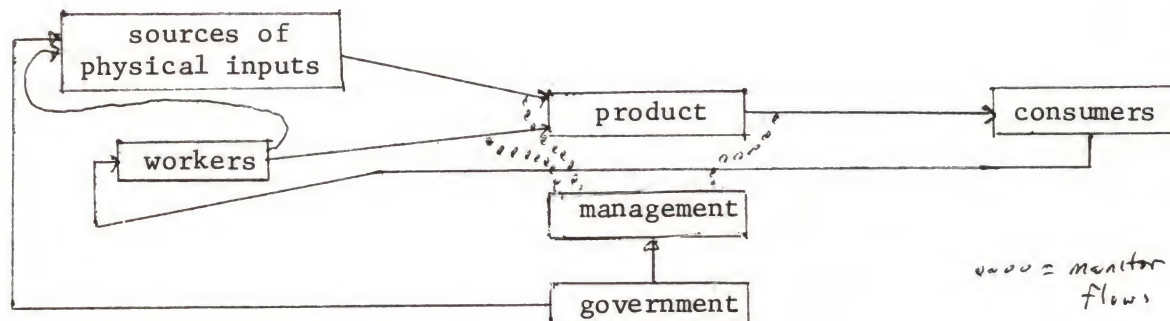 sources of
physical inputs
product
consumers
workers
management
government
= monitor
flows